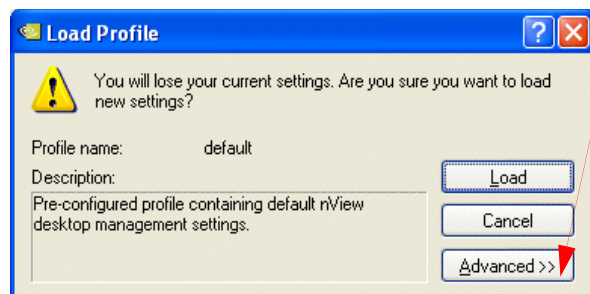 Load Profile
You will lose your current settings. Are you sure you want to load
new settings?
Profile name: default
Description:
Pre-configured profile containing default nView
desktop management settings.
Load
Cancel
Advanced >>